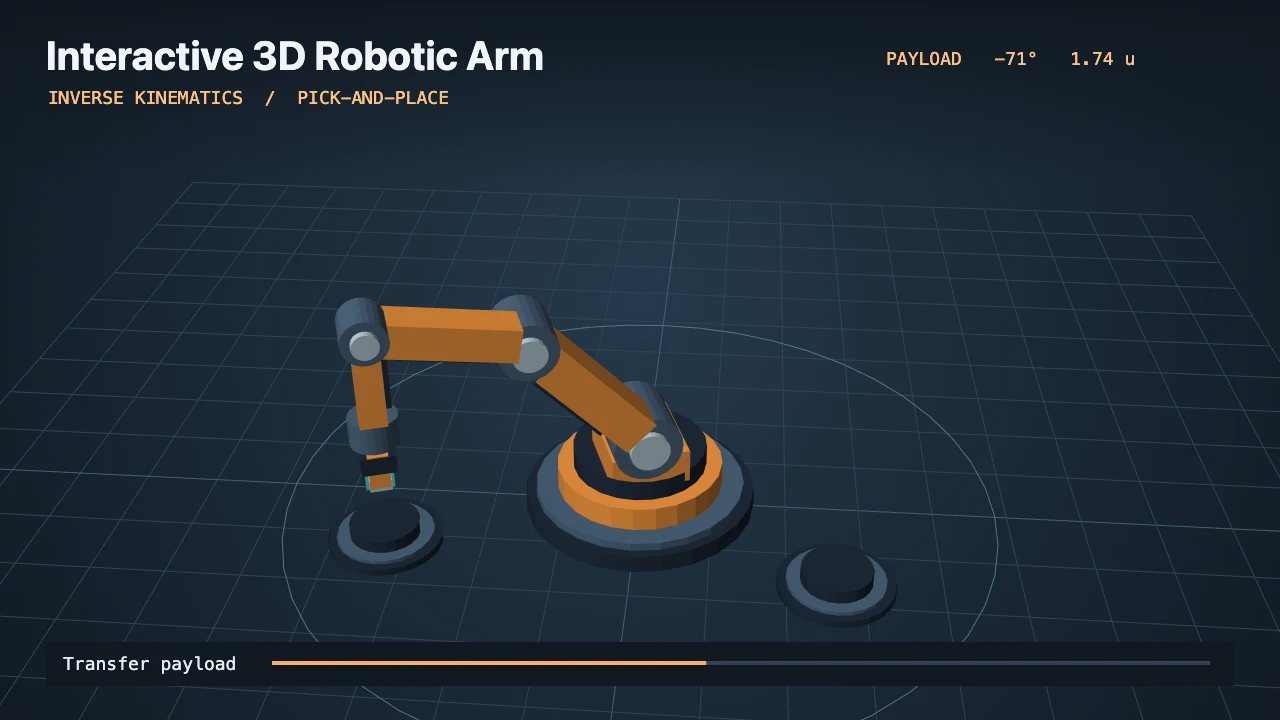 Interactive 3D Robotic Arm
PAYLOAD −71° 1.74 u
INVERSE KINEMATICS / PICK−AND−PLACE
Transfer payload